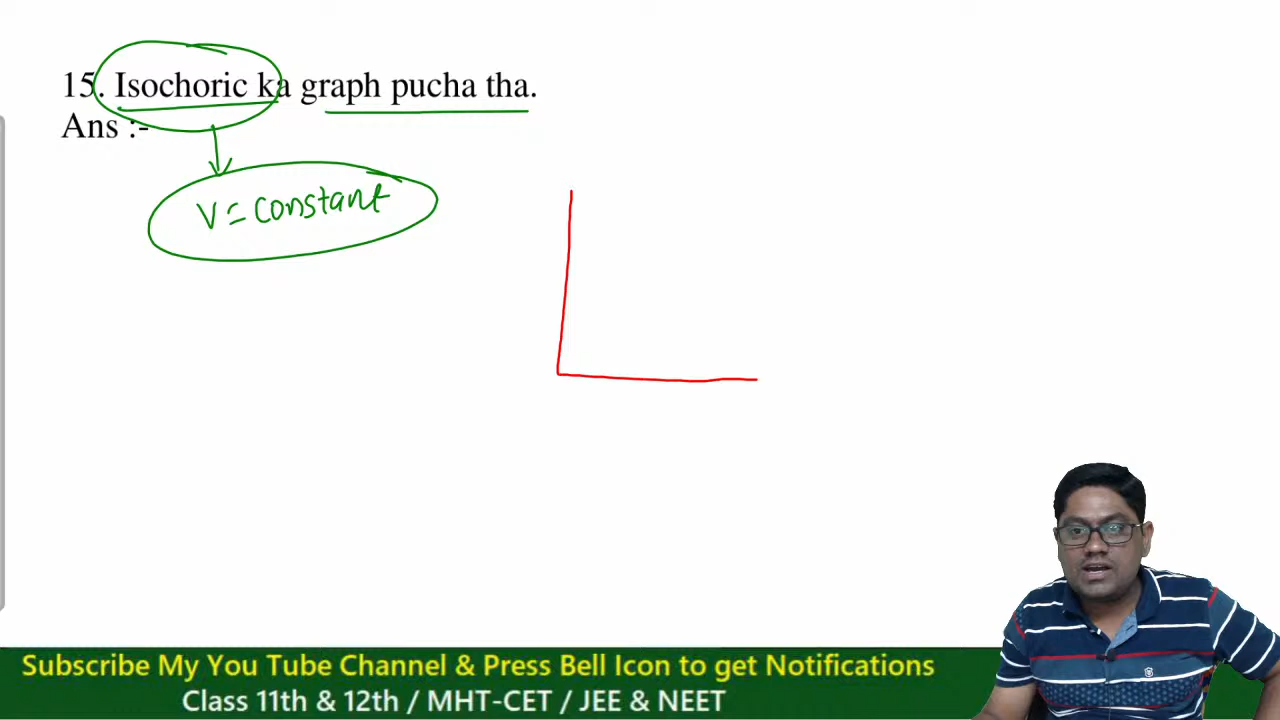 15. Isochoric ka graph pucha tha.
Ans :-
V = constant
Subscribe My You Tube Channel & Press Bell Icon to get Notifications
Class 11th & 12th / MHT-CET / JEE & NEET